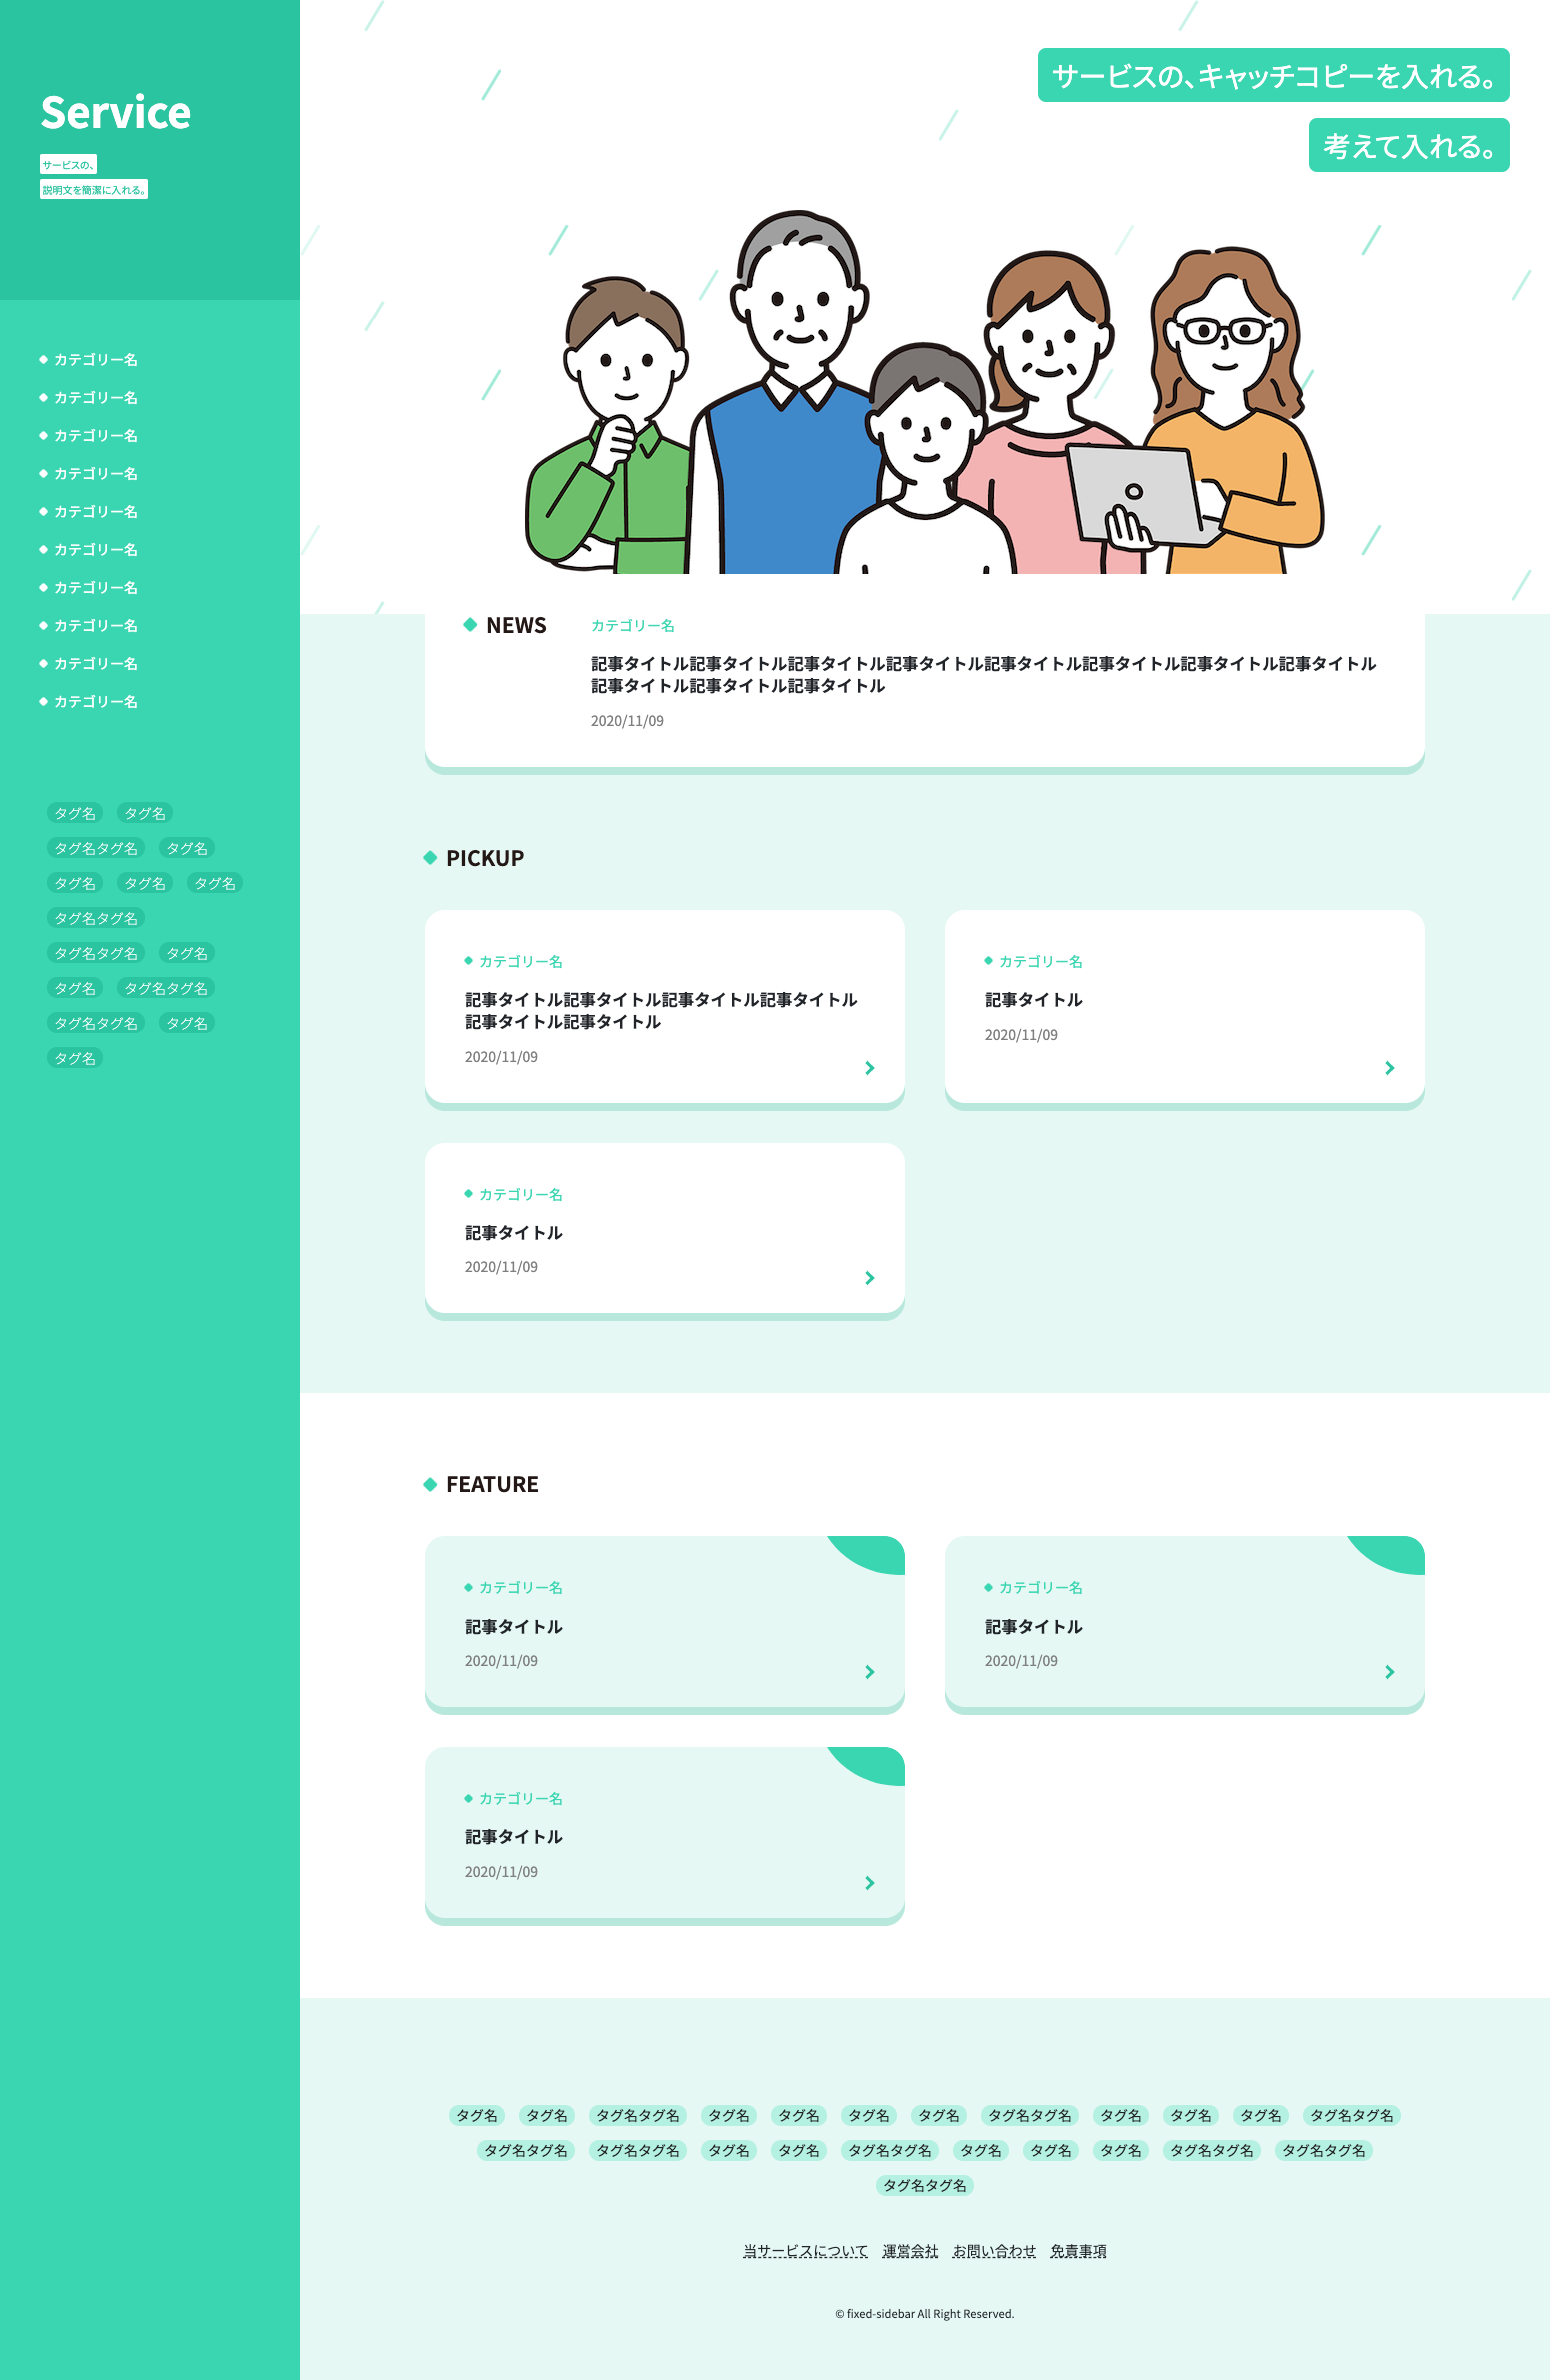 Service
サービスの、
説明文を簡潔に入れる。
カテゴリー名
カテゴリー名
カテゴリー名
カテゴリー名
カテゴリー名
カテゴリー名
カテゴリー名
カテゴリー名
カテゴリー名
カテゴリー名
タグ名 タグ名
タグ名タグ名 タグ名
タグ名 タグ名 タグ名
タグ名タグ名
タグ名タグ名 タグ名
タグ名 タグ名タグ名
タグ名タグ名 タグ名
タグ名
サービスの、キャッチコピーを入れる。
考えて入れる。
NEWS
カテゴリー名
記事タイトル記事タイトル記事タイトル記事タイトル記事タイトル記事タイトル記事タイトル記事タイトル
記事タイトル記事タイトル記事タイトル
2020/11/09
PICKUP
カテゴリー名
記事タイトル記事タイトル記事タイトル記事タイトル
記事タイトル記事タイトル
2020/11/09
カテゴリー名
記事タイトル
2020/11/09
カテゴリー名
記事タイトル
2020/11/09
FEATURE
カテゴリー名
記事タイトル
2020/11/09
カテゴリー名
記事タイトル
2020/11/09
カテゴリー名
記事タイトル
2020/11/09
タグ名 タグ名 タグ名タグ名 タグ名 タグ名 タグ名 タグ名 タグ名タグ名 タグ名 タグ名 タグ名 タグ名タグ名
タグ名タグ名 タグ名タグ名 タグ名 タグ名 タグ名タグ名 タグ名 タグ名 タグ名 タグ名タグ名 タグ名タグ名
タグ名タグ名
当サービスについて 運営会社 お問い合わせ 免責事項
© fixed-sidebar All Right Reserved.